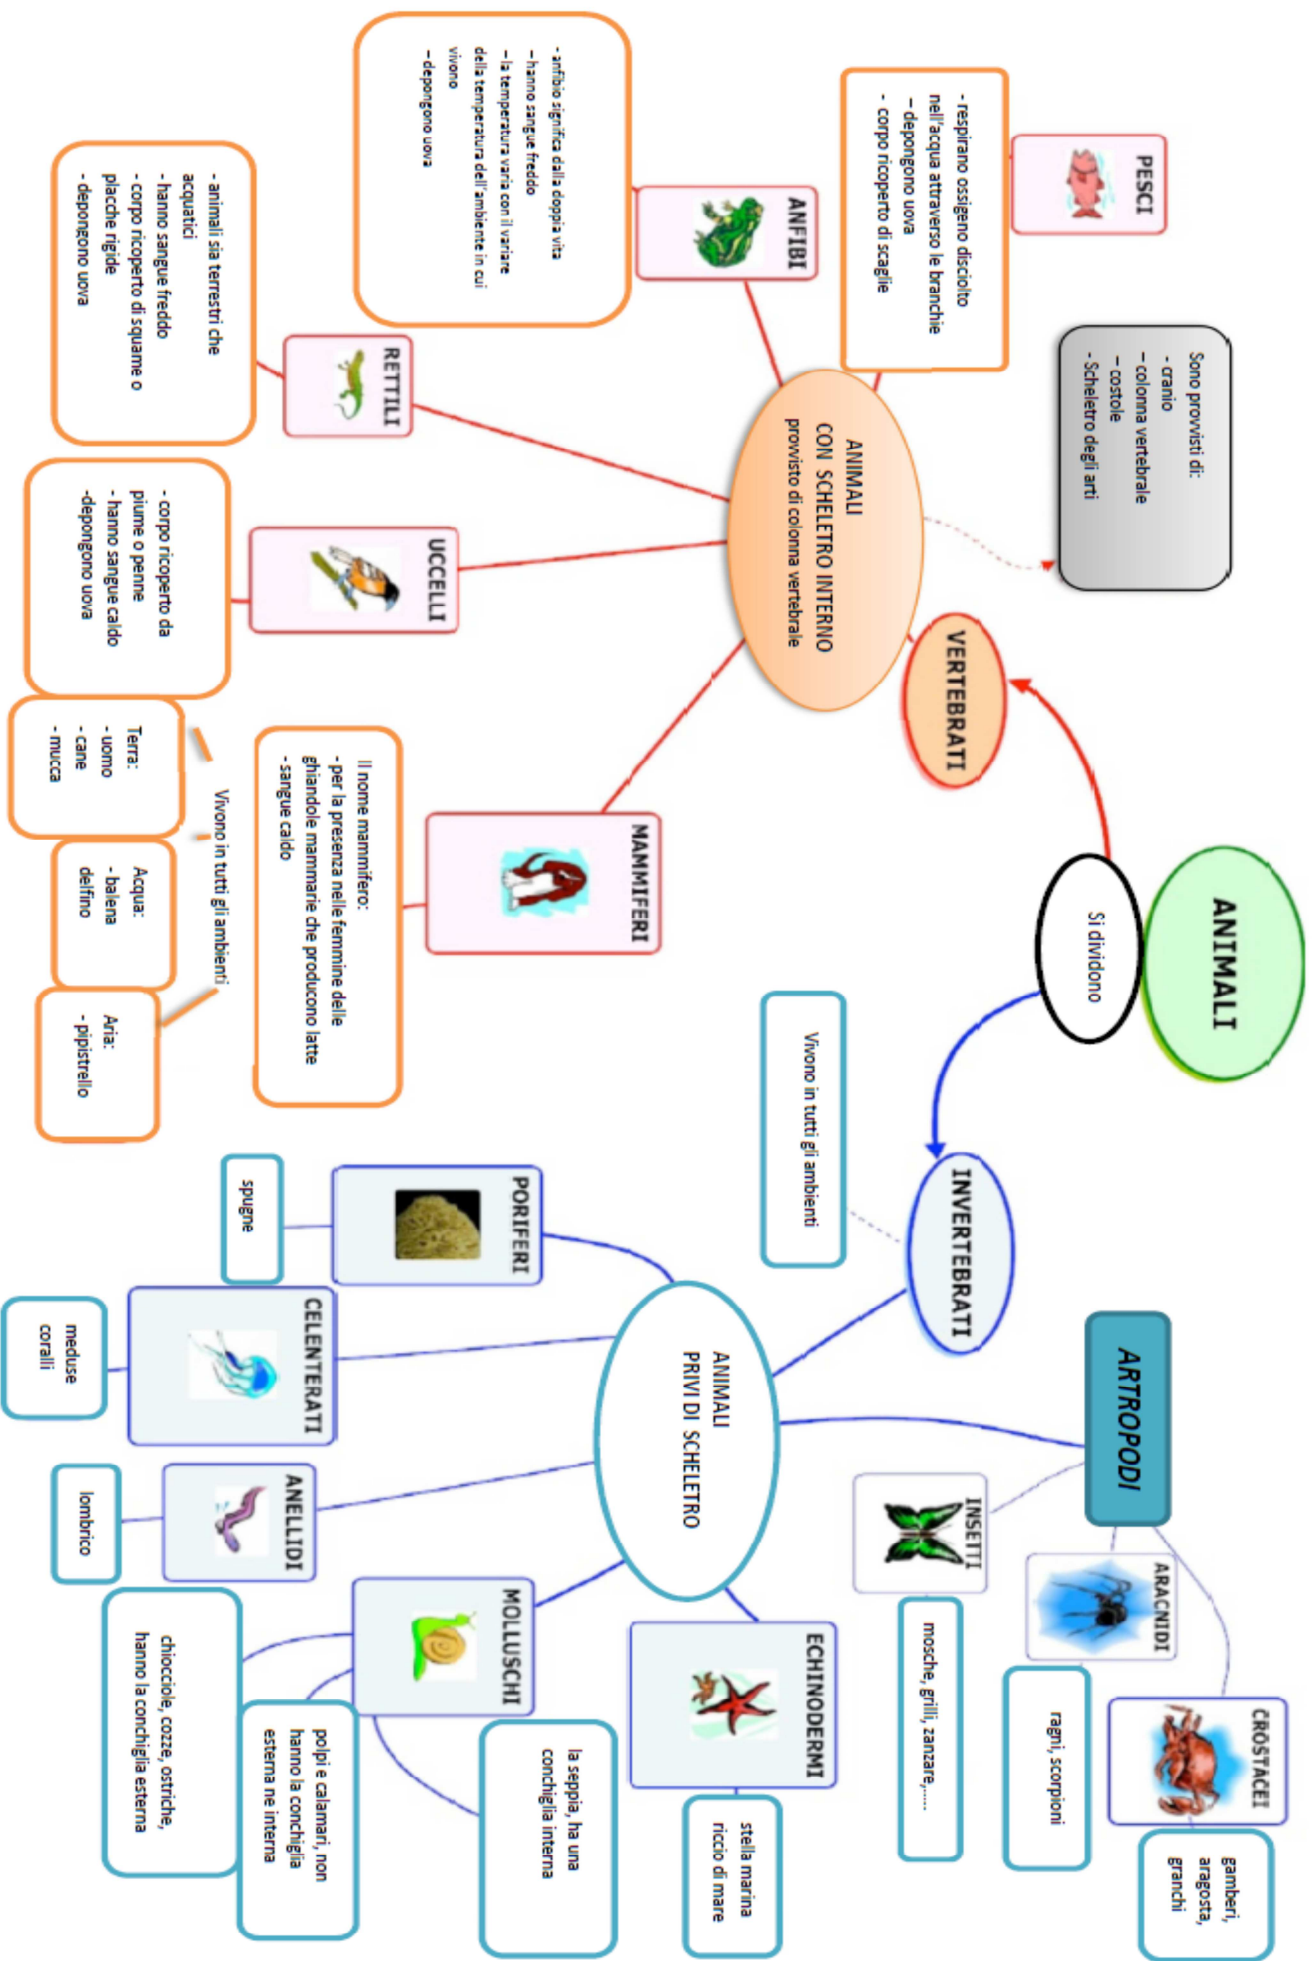 ANIMALI
Si dividono
VERTEBRATI
Sono provvisti di:
- cranio
– colonna vertebrale
– costole
- Scheletro degli arti
ANIMALI
CON SCHELETRO INTERNO
provvisto di colonna vertebrale
PESCI
- respirano ossigeno disciolto
nell'acqua attraverso le branchie
– depongono uova
- corpo ricoperto di scaglie
ANFIBI
- anfibio significa dalla doppia vita
– hanno sangue freddo
– la temperatura varia con il variare
della temperatura dell'ambiente in cui
vivono
– depongono uova
RETTILI
- animali sia terrestri che
acquatici
- hanno sangue freddo
- corpo ricoperto di squame o
placche rigide
- depongono uova
UCCELLI
- corpo ricoperto da
piume o penne
- hanno sangue caldo
-depongono uova
MAMMIFERI
Il nome mammifero:
- per la presenza nelle femmine delle
ghiandole mammarie che producono latte
- sangue caldo
Vivono in tutti gli ambienti
Terra:
- uomo
- cane
- mucca
Acqua:
- balena
delfino
Aria:
- pipistrello
INVERTEBRATI
Vivono in tutti gli ambienti
ANIMALI
PRIVI DI SCHELETRO
PORIFERI
spugne
CELENTERATI
meduse
coralli
ANELLIDI
lombrico
MOLLUSCHI
chiocciole, cozze, ostriche,
hanno la conchiglia esterna
polpi e calamari, non
hanno la conchiglia
esterna ne interna
la seppia, ha una
conchiglia interna
ECHINODERMI
stella marina
riccio di mare
ARTROPODI
INSETTI
mosche, grilli, zanzare,.....
ARACNIDI
ragni, scorpioni
CROSTACEI
gamberi,
aragosta,
granchi